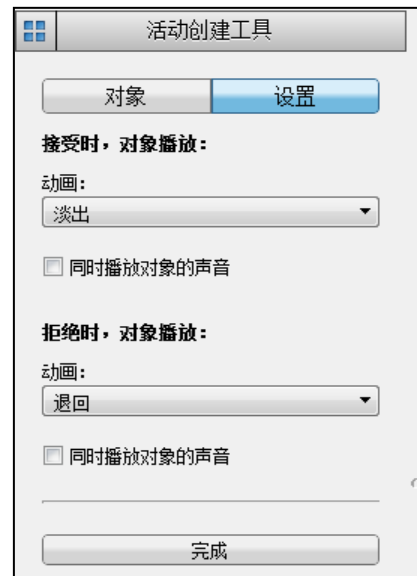 活动创建工具
对象 设置
接受时，对象播放：
动画：
淡出
同时播放对象的声音
拒绝时，对象播放：
动画：
退回
同时播放对象的声音
完成